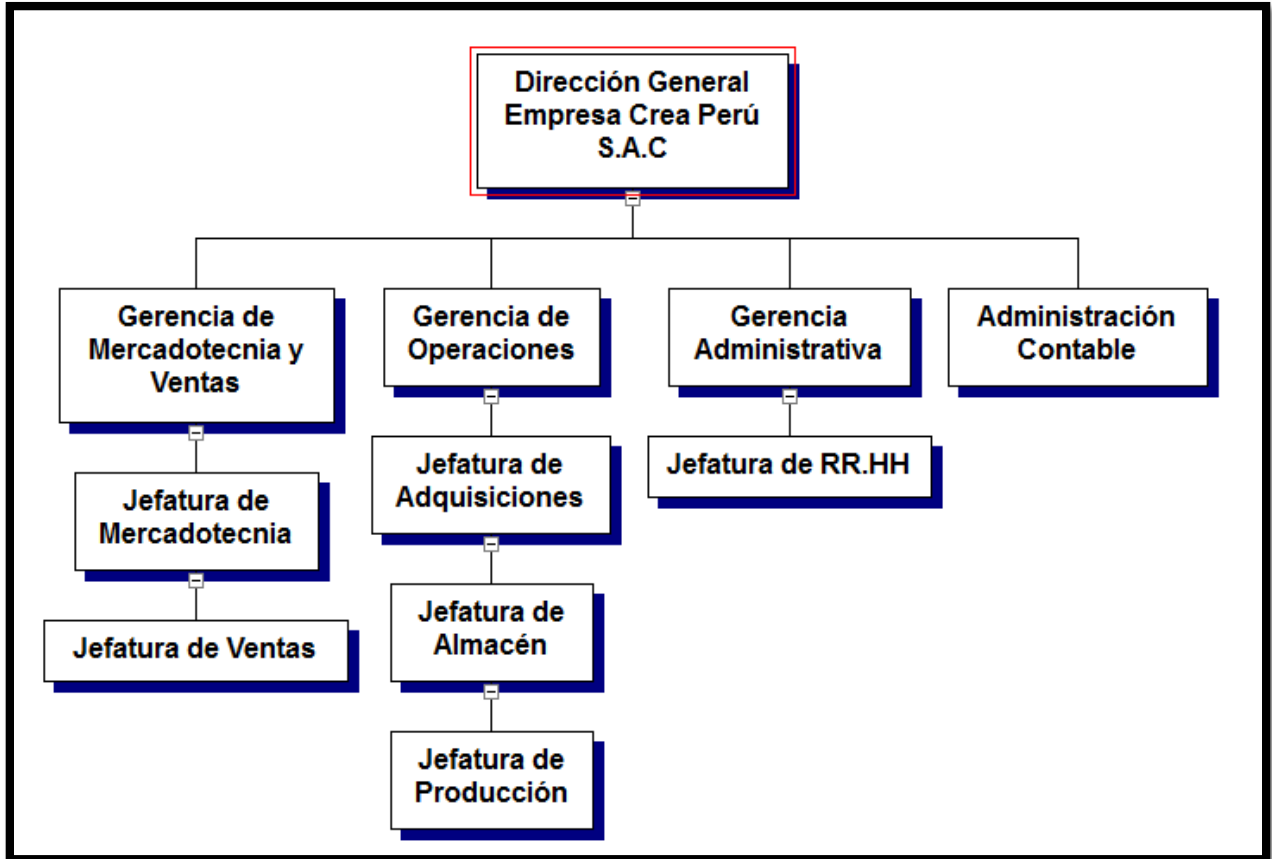 Dirección General
Empresa Crea Perú
S.A.C
Gerencia de
Mercadotecnia y
Ventas
Gerencia de
Operaciones
Gerencia
Administrativa
Administración
Contable
Jefatura de
Mercadotecnia
Jefatura de
Adquisiciones
Jefatura de RR.HH
Jefatura de Ventas
Jefatura de
Almacén
Jefatura de
Producción